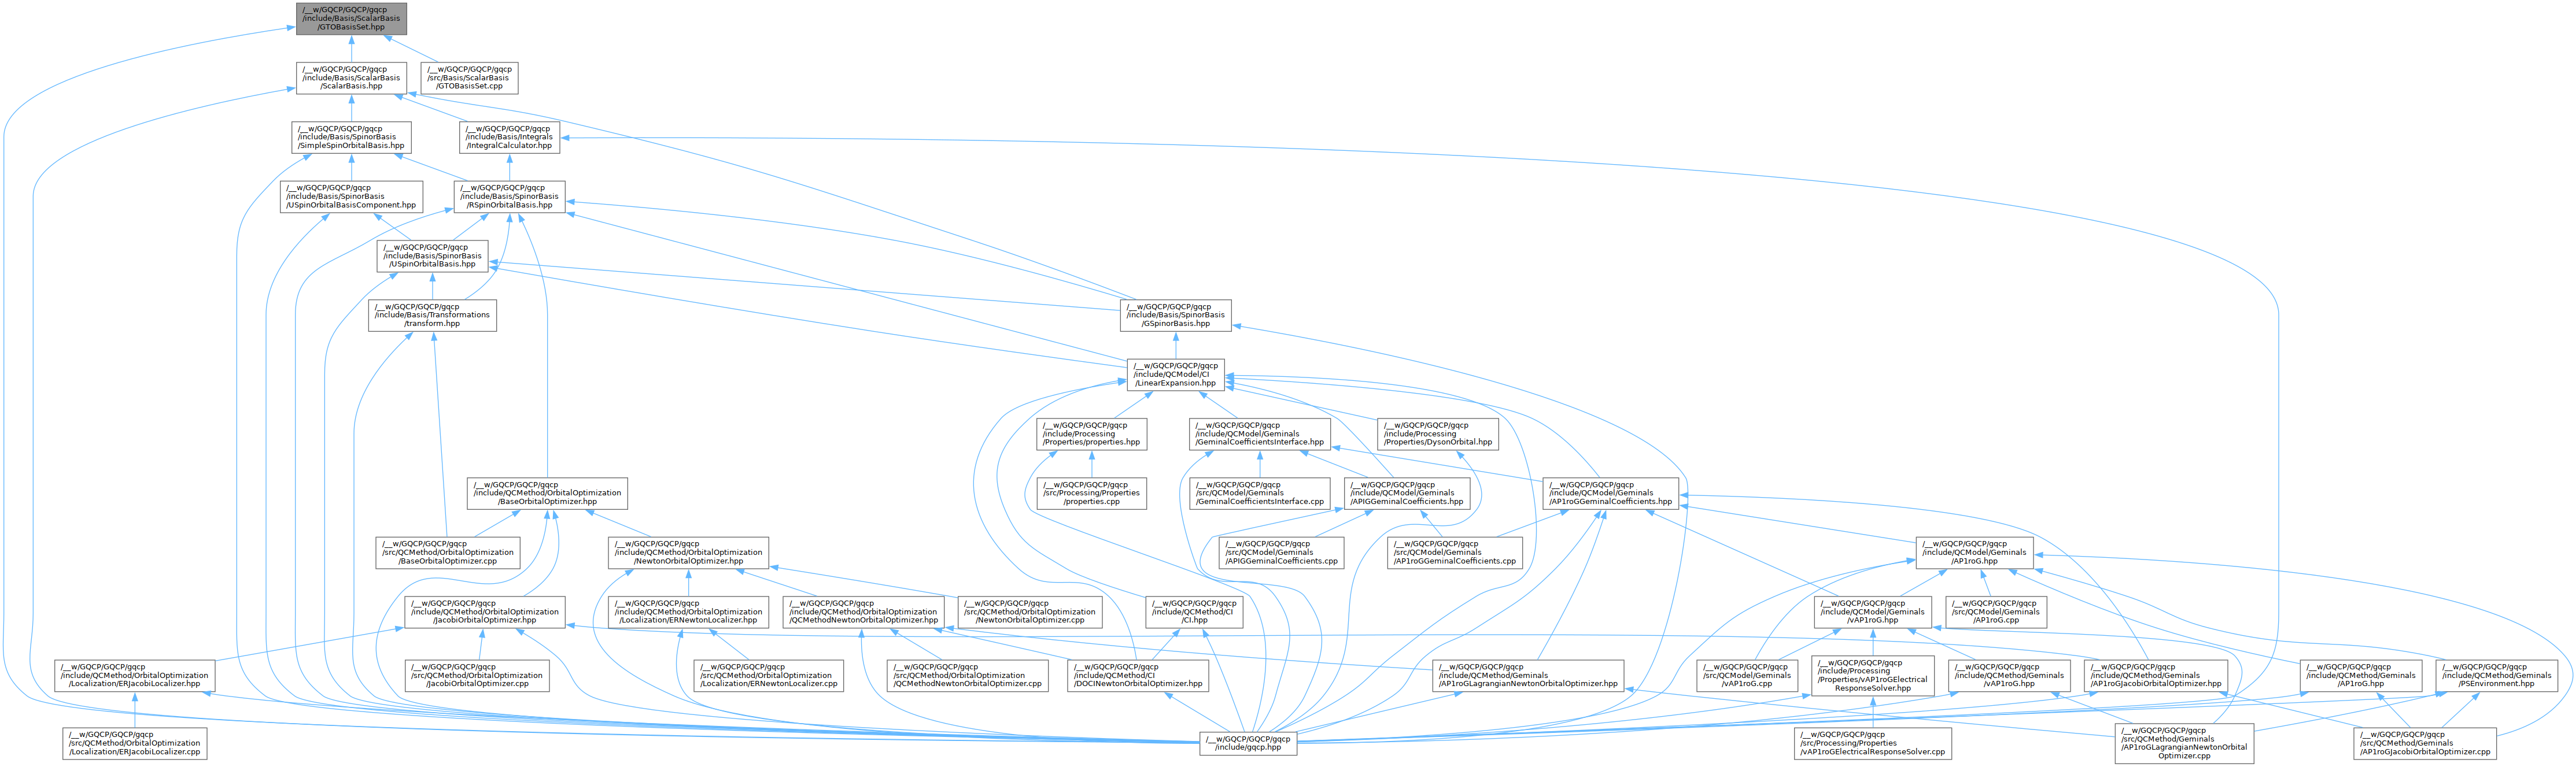 /__w/GQCP/GQCP/gqcp
/include/Basis/ScalarBasis
/GTOBasisSet.hpp
/__w/GQCP/GQCP/gqcp
/include/Basis/ScalarBasis
/ScalarBasis.hpp
/__w/GQCP/GQCP/gqcp
/src/Basis/ScalarBasis
/GTOBasisSet.cpp
/__w/GQCP/GQCP/gqcp
/include/Basis/SpinorBasis
/SimpleSpinOrbitalBasis.hpp
/__w/GQCP/GQCP/gqcp
/include/Basis/Integrals
/IntegralCalculator.hpp
/__w/GQCP/GQCP/gqcp
/include/Basis/SpinorBasis
/USpinOrbitalBasisComponent.hpp
/__w/GQCP/GQCP/gqcp
/include/Basis/SpinorBasis
/RSpinOrbitalBasis.hpp
/__w/GQCP/GQCP/gqcp
/include/Basis/SpinorBasis
/USpinOrbitalBasis.hpp
/__w/GQCP/GQCP/gqcp
/include/Basis/Transformations
/transform.hpp
/__w/GQCP/GQCP/gqcp
/include/Basis/SpinorBasis
/GSpinorBasis.hpp
/__w/GQCP/GQCP/gqcp
/include/QCModel/CI
/LinearExpansion.hpp
/__w/GQCP/GQCP/gqcp
/include/Processing
/Properties/properties.hpp
/__w/GQCP/GQCP/gqcp
/include/QCModel/Geminals
/GeminalCoefficientsInterface.hpp
/__w/GQCP/GQCP/gqcp
/include/Processing
/Properties/DysonOrbital.hpp
/__w/GQCP/GQCP/gqcp
/include/QCMethod/OrbitalOptimization
/BaseOrbitalOptimizer.hpp
/__w/GQCP/GQCP/gqcp
/src/Processing/Properties
/properties.cpp
/__w/GQCP/GQCP/gqcp
/src/QCModel/Geminals
/GeminalCoefficientsInterface.cpp
/__w/GQCP/GQCP/gqcp
/include/QCModel/Geminals
/APIGGeminalCoefficients.hpp
/__w/GQCP/GQCP/gqcp
/include/QCModel/Geminals
/AP1roGGeminalCoefficients.hpp
/__w/GQCP/GQCP/gqcp
/src/QCMethod/OrbitalOptimization
/BaseOrbitalOptimizer.cpp
/__w/GQCP/GQCP/gqcp
/include/QCMethod/OrbitalOptimization
/NewtonOrbitalOptimizer.hpp
/__w/GQCP/GQCP/gqcp
/src/QCModel/Geminals
/APIGGeminalCoefficients.cpp
/__w/GQCP/GQCP/gqcp
/src/QCModel/Geminals
/AP1roGGeminalCoefficients.cpp
/__w/GQCP/GQCP/gqcp
/include/QCModel/Geminals
/AP1roG.hpp
/__w/GQCP/GQCP/gqcp
/include/QCMethod/OrbitalOptimization
/JacobiOrbitalOptimizer.hpp
/__w/GQCP/GQCP/gqcp
/include/QCMethod/OrbitalOptimization
/Localization/ERNewtonLocalizer.hpp
/__w/GQCP/GQCP/gqcp
/include/QCMethod/OrbitalOptimization
/QCMethodNewtonOrbitalOptimizer.hpp
/__w/GQCP/GQCP/gqcp
/src/QCMethod/OrbitalOptimization
/NewtonOrbitalOptimizer.cpp
/__w/GQCP/GQCP/gqcp
/include/QCMethod/CI
/CI.hpp
/__w/GQCP/GQCP/gqcp
/include/QCModel/Geminals
/vAP1roG.hpp
/__w/GQCP/GQCP/gqcp
/src/QCModel/Geminals
/AP1roG.cpp
/__w/GQCP/GQCP/gqcp
/include/QCMethod/OrbitalOptimization
/Localization/ERJacobiLocalizer.hpp
/__w/GQCP/GQCP/gqcp
/src/QCMethod/OrbitalOptimization
/JacobiOrbitalOptimizer.cpp
/__w/GQCP/GQCP/gqcp
/src/QCMethod/OrbitalOptimization
/Localization/ERNewtonLocalizer.cpp
/__w/GQCP/GQCP/gqcp
/src/QCMethod/OrbitalOptimization
/QCMethodNewtonOrbitalOptimizer.cpp
/__w/GQCP/GQCP/gqcp
/include/QCMethod/CI
/DOCINewtonOrbitalOptimizer.hpp
/__w/GQCP/GQCP/gqcp
/include/QCMethod/Geminals
/AP1roGLagrangianNewtonOrbitalOptimizer.hpp
/__w/GQCP/GQCP/gqcp
/src/QCModel/Geminals
/vAP1roG.cpp
/__w/GQCP/GQCP/gqcp
/include/Processing
/Properties/vAP1roGElectrical
ResponseSolver.hpp
/__w/GQCP/GQCP/gqcp
/include/QCMethod/Geminals
/vAP1roG.hpp
/__w/GQCP/GQCP/gqcp
/include/QCMethod/Geminals
/AP1roGJacobiOrbitalOptimizer.hpp
/__w/GQCP/GQCP/gqcp
/include/QCMethod/Geminals
/AP1roG.hpp
/__w/GQCP/GQCP/gqcp
/include/QCMethod/Geminals
/PSEnvironment.hpp
/__w/GQCP/GQCP/gqcp
/src/QCMethod/OrbitalOptimization
/Localization/ERJacobiLocalizer.cpp
/__w/GQCP/GQCP/gqcp
/include/gqcp.hpp
/__w/GQCP/GQCP/gqcp
/src/Processing/Properties
/vAP1roGElectricalResponseSolver.cpp
/__w/GQCP/GQCP/gqcp
/src/QCMethod/Geminals
/AP1roGLagrangianNewtonOrbital
Optimizer.cpp
/__w/GQCP/GQCP/gqcp
/src/QCMethod/Geminals
/AP1roGJacobiOrbitalOptimizer.cpp